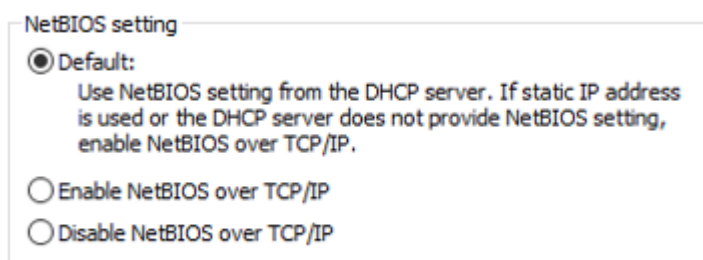 NetBIOS setting
Default:
Use NetBIOS setting from the DHCP server. If static IP address
is used or the DHCP server does not provide NetBIOS setting,
enable NetBIOS over TCP/IP.
Enable NetBIOS over TCP/IP
Disable NetBIOS over TCP/IP